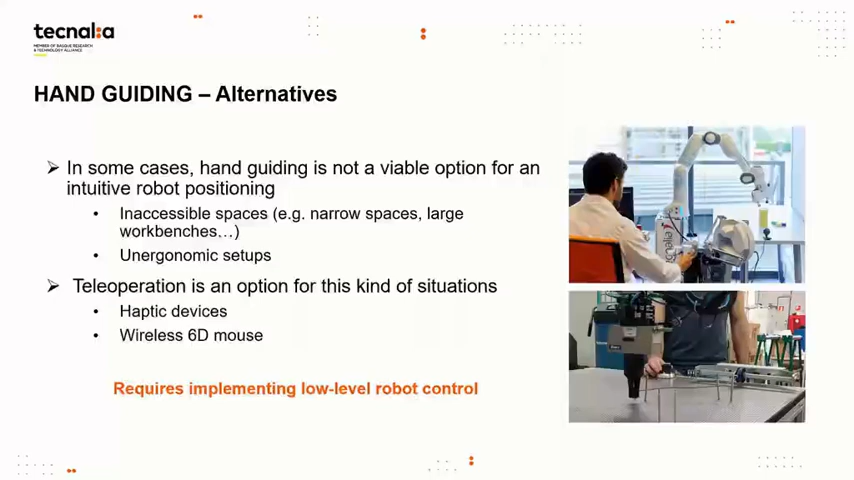 tecnalia
MEMBER OF BASQUE RESEARCH
& TECHNOLOGY ALLIANCE
HAND GUIDING – Alternatives
➢ In some cases, hand guiding is not a viable option for an
intuitive robot positioning
• Inaccessible spaces (e.g. narrow spaces, large
workbenches…)
• Unergonomic setups
➢ Teleoperation is an option for this kind of situations
• Haptic devices
• Wireless 6D mouse
Requires implementing low-level robot control